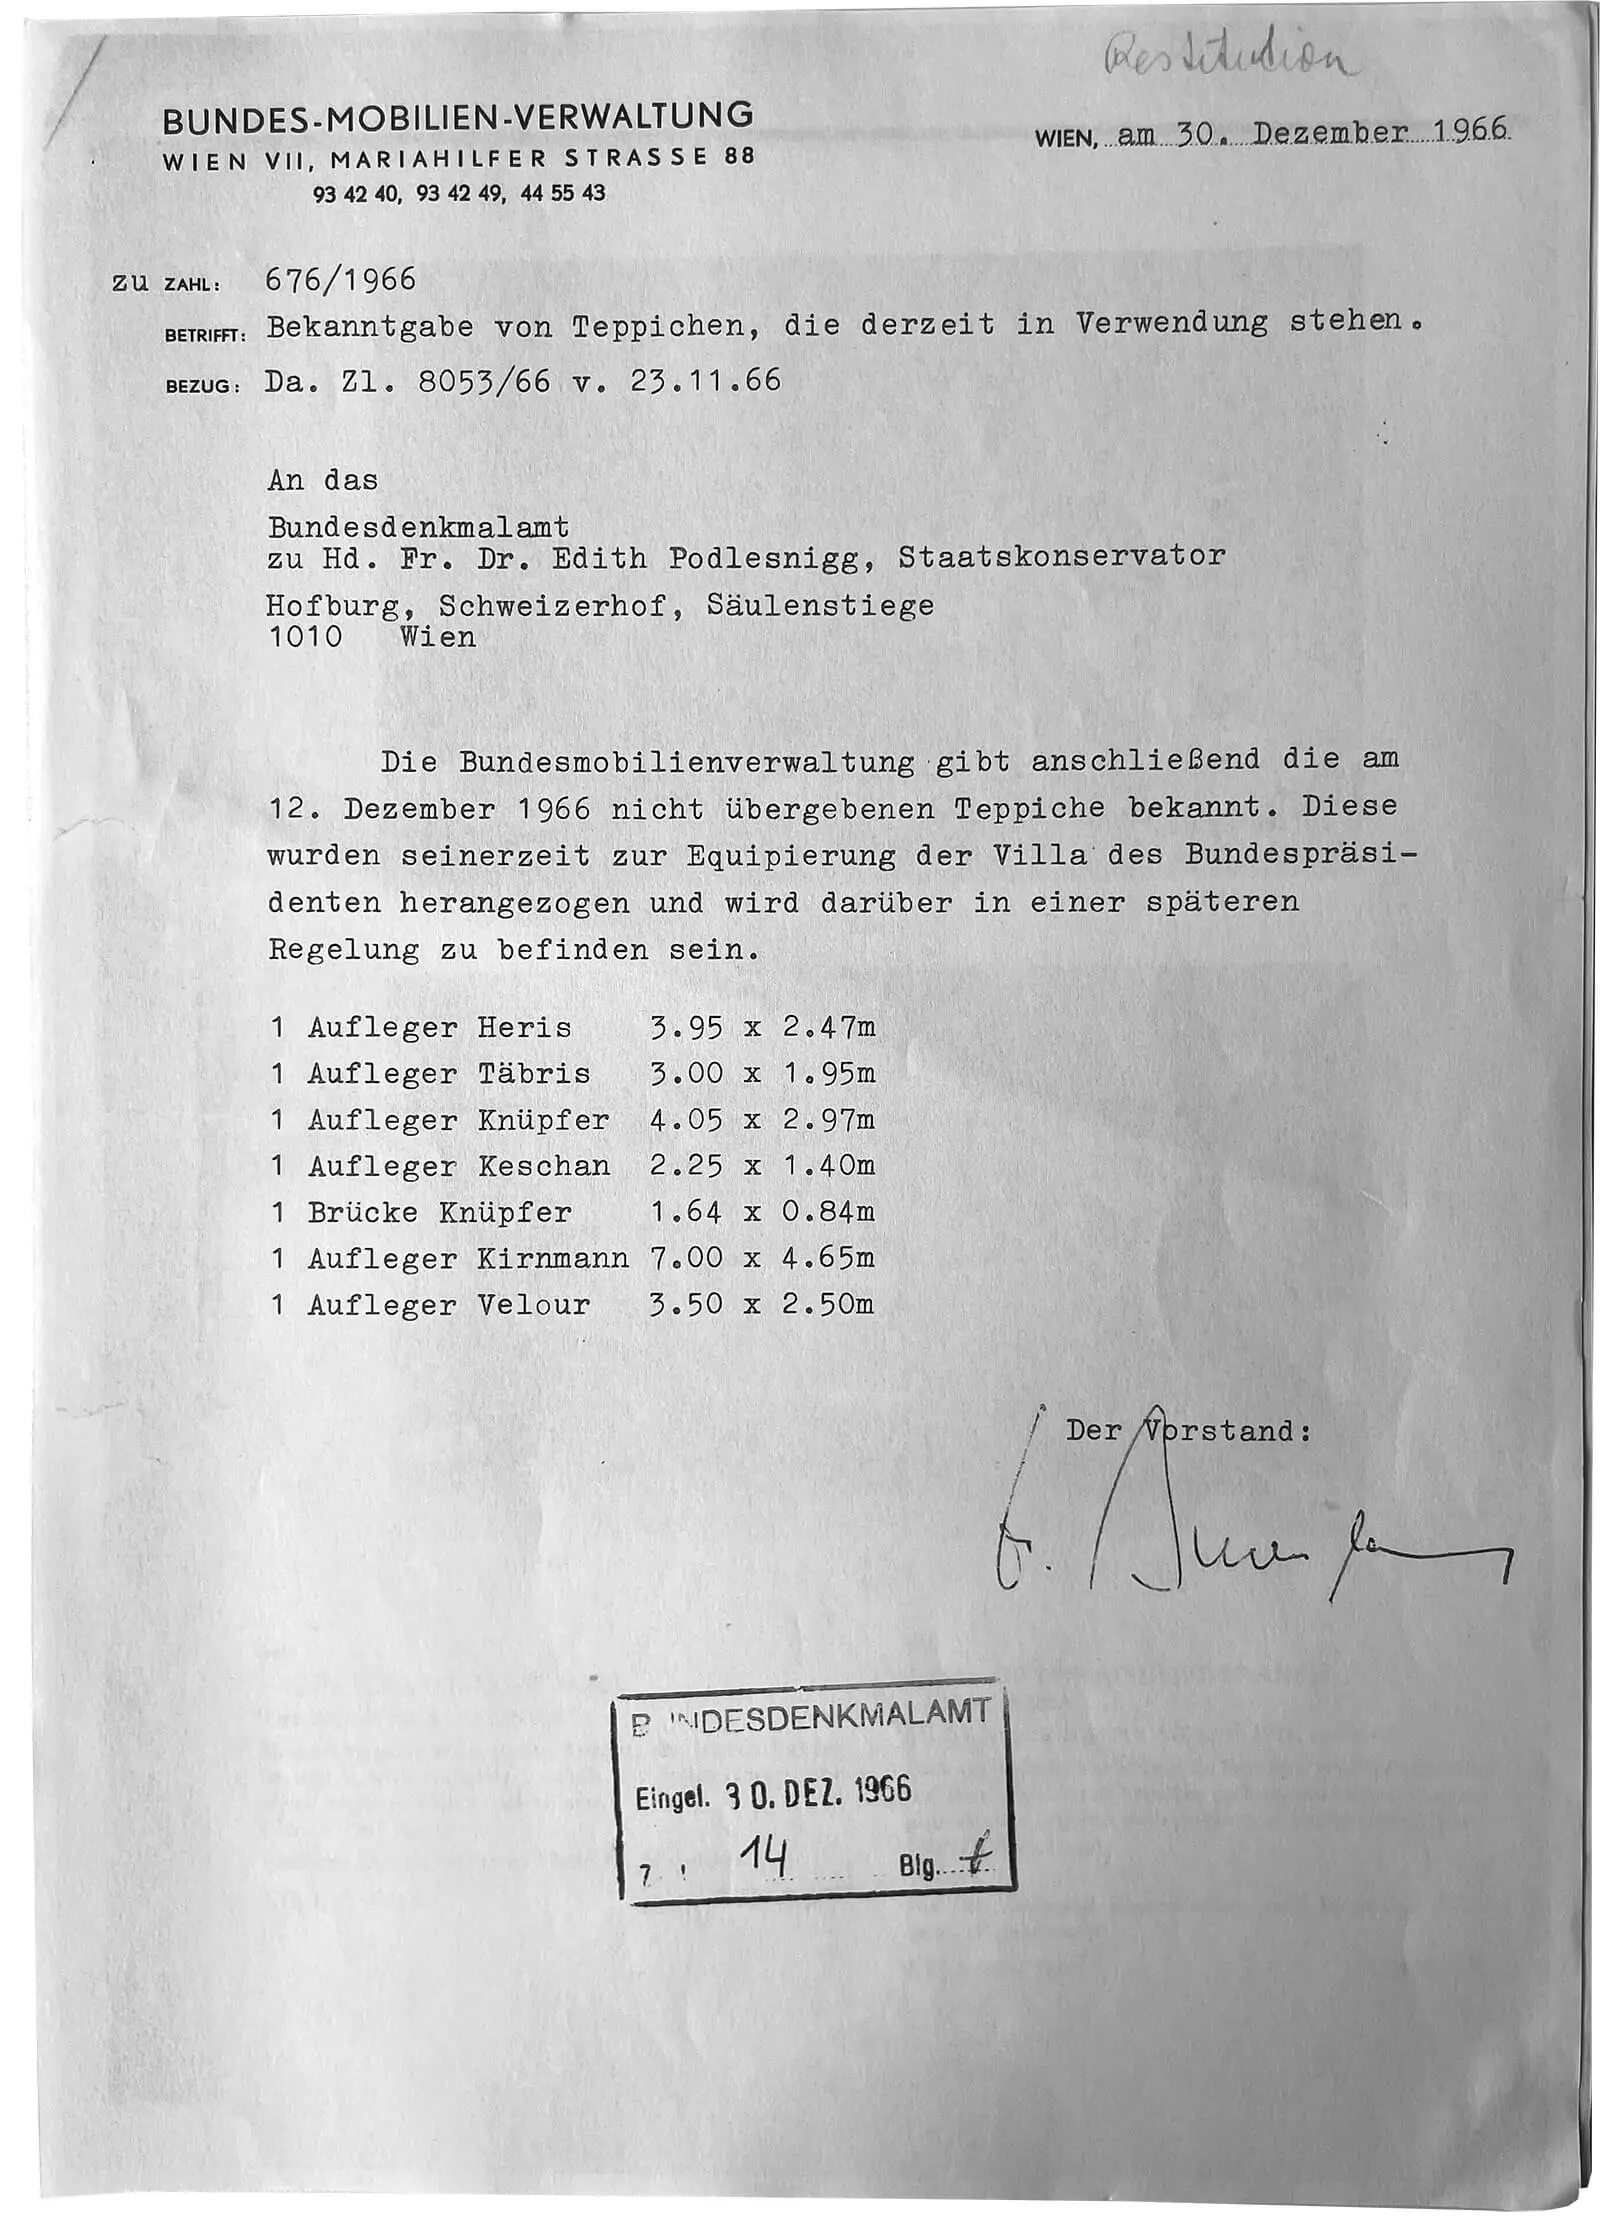 Restitution
BUNDES-MOBILIEN-VERWALTUNG
WIEN VII, MARIAHILFER STRASSE 88
93 42 40, 93 42 49, 44 55 43
WIEN, am 30. Dezember 1966
zu ZAHL: 676/1966
BETRIFFT: Bekanntgabe von Teppichen, die derzeit in Verwendung stehen.
BEZUG: Da. Zl. 8053/66 v. 23.11.66
An das
Bundesdenkmalamt
zu Hd. Fr. Dr. Edith Podlesnigg, Staatskonservator
Hofburg, Schweizerhof, Säulenstiege
1010 Wien
Die Bundesmobilienverwaltung gibt anschließend die am
12. Dezember 1966 nicht übergebenen Teppiche bekannt. Diese
wurden seinerzeit zur Equipierung der Villa des Bundespräsi-
denten herangezogen und wird darüber in einer späteren
Regelung zu befinden sein.
1 Aufleger Heris 3.95 x 2.47m
1 Aufleger Täbris 3.00 x 1.95m
1 Aufleger Knüpfer 4.05 x 2.97m
1 Aufleger Keschan 2.25 x 1.40m
1 Brücke Knüpfer 1.64 x 0.84m
1 Aufleger Kirnmann 7.00 x 4.65m
1 Aufleger Velour 3.50 x 2.50m
Der Vorstand:
BUNDESDENKMALAMT
Eingel. 30. DEZ. 1966
14 Blg.